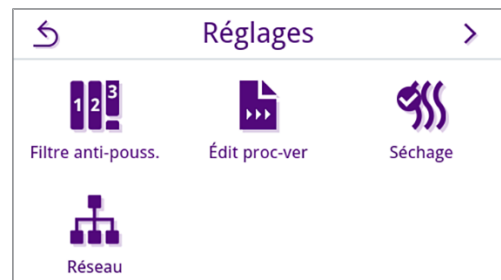 Réglages
1 2 3
Filtre anti-pouss.
Édit proc-ver
Séchage
Réseau